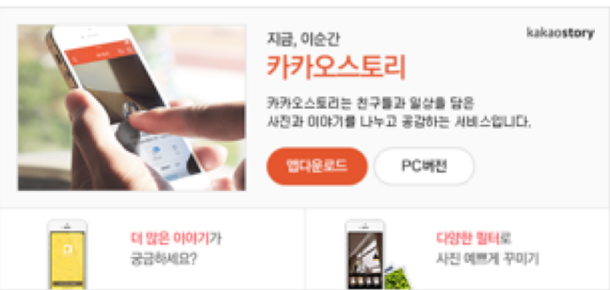 지금, 이순간
kakaostory
카카오스토리
카카오스토리는 친구들과 일상을 담은
사진과 이야기를 나누고 공감하는 서비스입니다.
앱다운로드
PC버전
더 많은 이야기가
궁금하세요?
다양한 필터로
사진 예쁘게 꾸미기